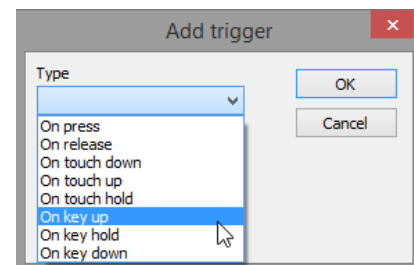 Add trigger
Type
OK
Cancel
On press
On release
On touch down
On touch up
On touch hold
On key up
On key hold
On key down